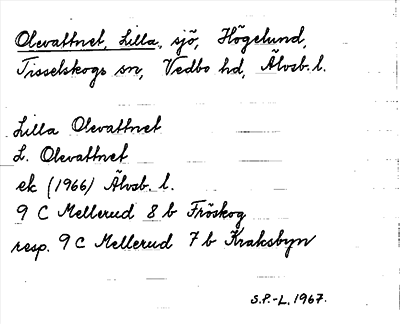 Olevattnet, Lilla, sjö, Högelund,
Tisselskogs sn, Vedbo hd, Älvsb. l.
Lilla Olevattnet
L. Olevattnet
ek (1966) Älvsb. l.
9 C Mellerud 8 b Fröskog
resp. 9 C Mellerud 7 b Kraksbyn
S.P.-L. 1967.